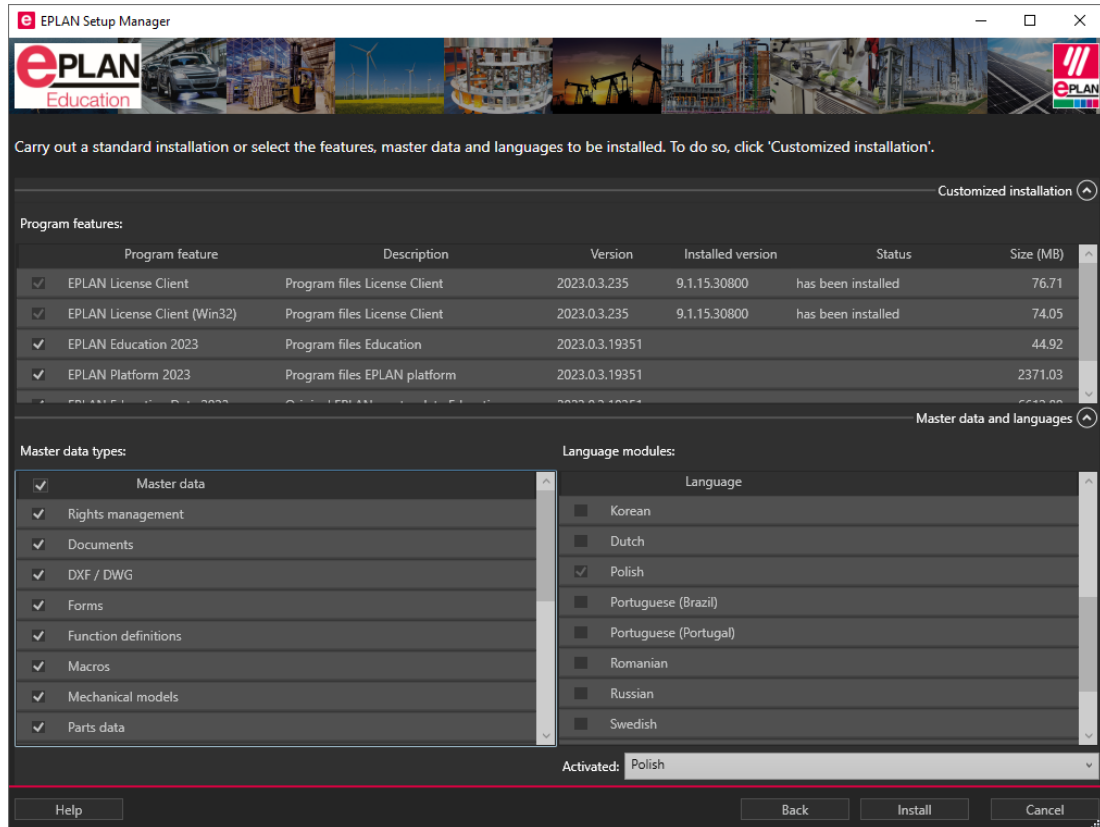 EPLAN Setup Manager
ePLAN
Education
ePLAN
Carry out a standard installation or select the features, master data and languages to be installed. To do so, click 'Customized installation'.
Customized installation
Program features:
Program feature Description Version Installed version Status Size (MB)
EPLAN License Client Program files License Client 2023.0.3.235 9.1.15.30800 has been installed 76.71
EPLAN License Client (Win32) Program files License Client 2023.0.3.235 9.1.15.30800 has been installed 74.05
EPLAN Education 2023 Program files Education 2023.0.3.19351 44.92
EPLAN Platform 2023 Program files EPLAN platform 2023.0.3.19351 2371.03
Master data and languages
Master data types: Language modules:
Master data Language
Rights management Korean
Documents Dutch
DXF / DWG Polish
Forms Portuguese (Brazil)
Function definitions Portuguese (Portugal)
Macros Romanian
Mechanical models Russian
Parts data Swedish
Activated: Polish
Help Back Install Cancel